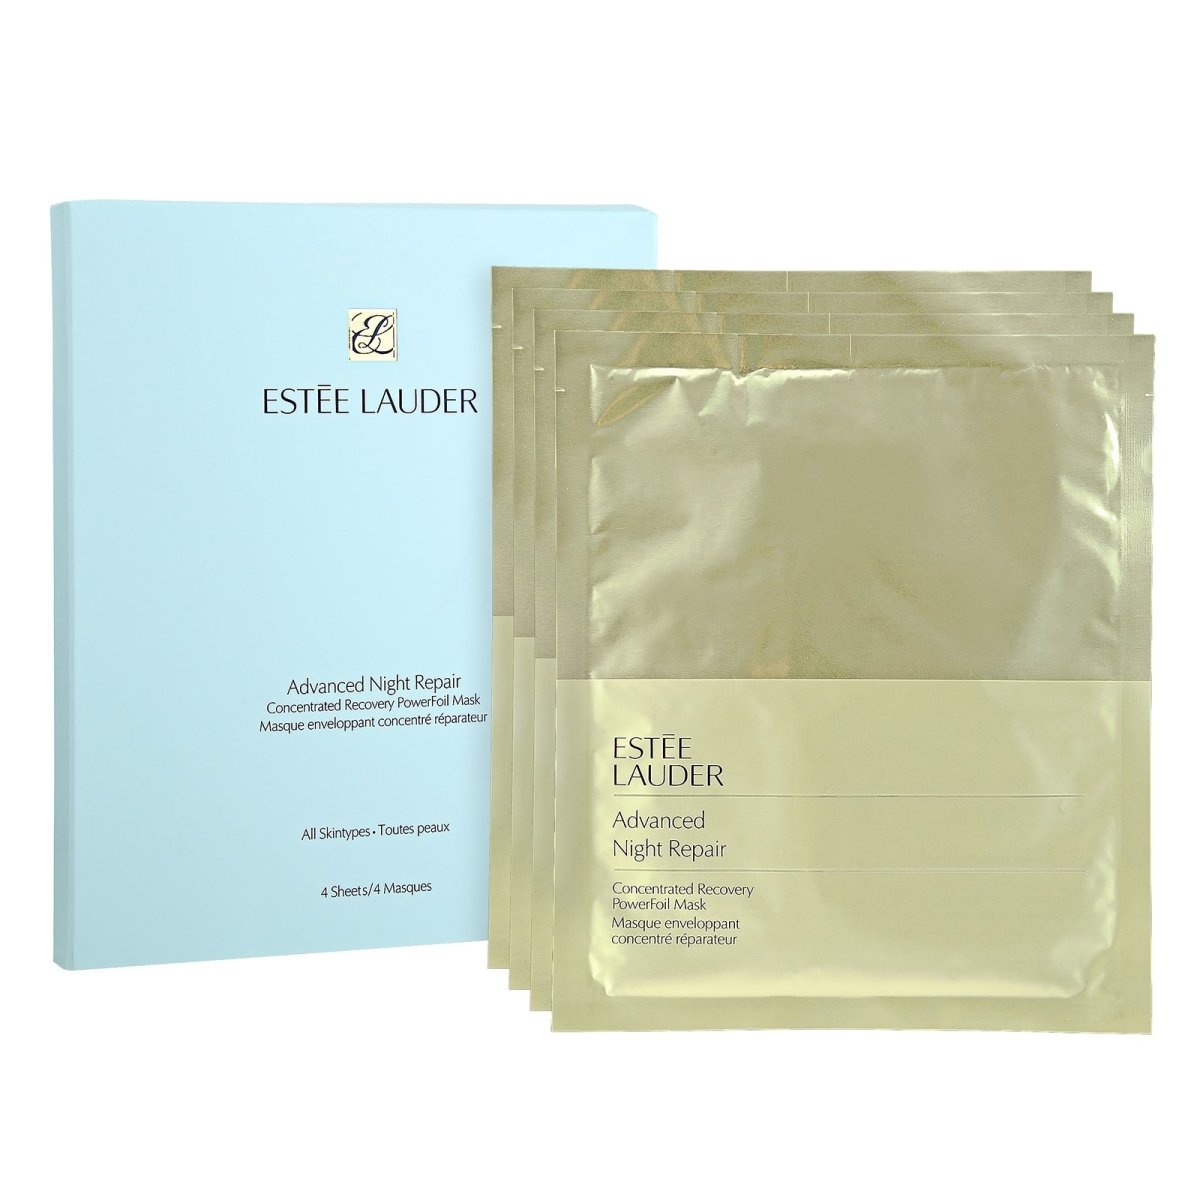 EL
ESTĒE LAUDER
Advanced Night Repair
Concentrated Recovery PowerFoil Mask
Masque enveloppant concentré réparateur
All Skintypes • Toutes peaux
4 Sheets/4 Masques
ESTĒE
LAUDER
Advanced
Night Repair
Concentrated Recovery
PowerFoil Mask
Masque enveloppant
concentré réparateur